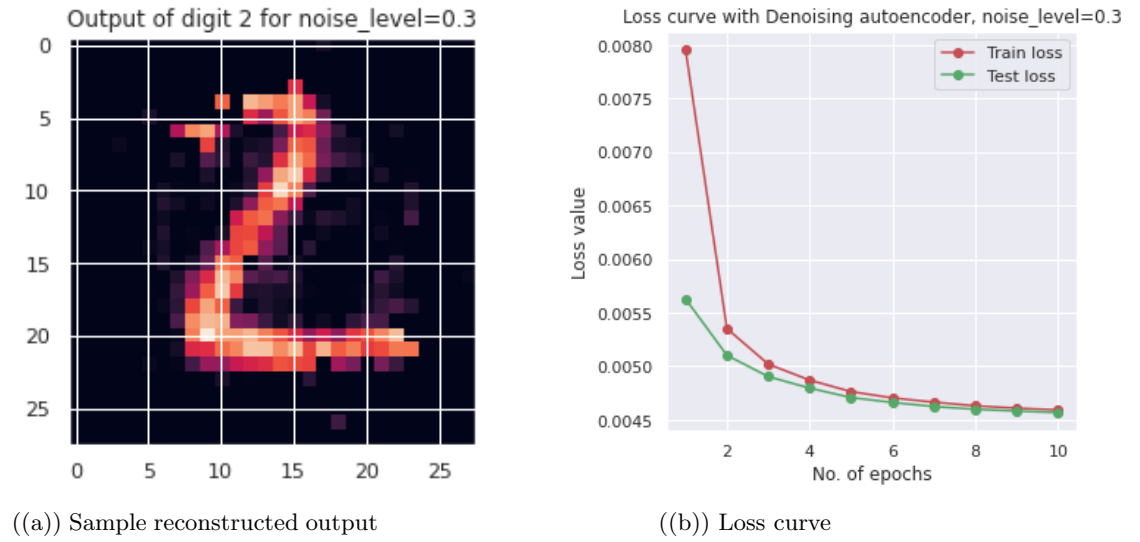 Output of digit 2 for noise_level=0.3
0
5
10
15
20
25
0 5 10 15 20 25
((a)) Sample reconstructed output
Loss curve with Denoising autoencoder, noise_level=0.3
Train loss
Test loss
0.0080
0.0075
0.0070
0.0065
0.0060
0.0055
0.0050
0.0045
Loss value
2 4 6 8 10
No. of epochs
((b)) Loss curve